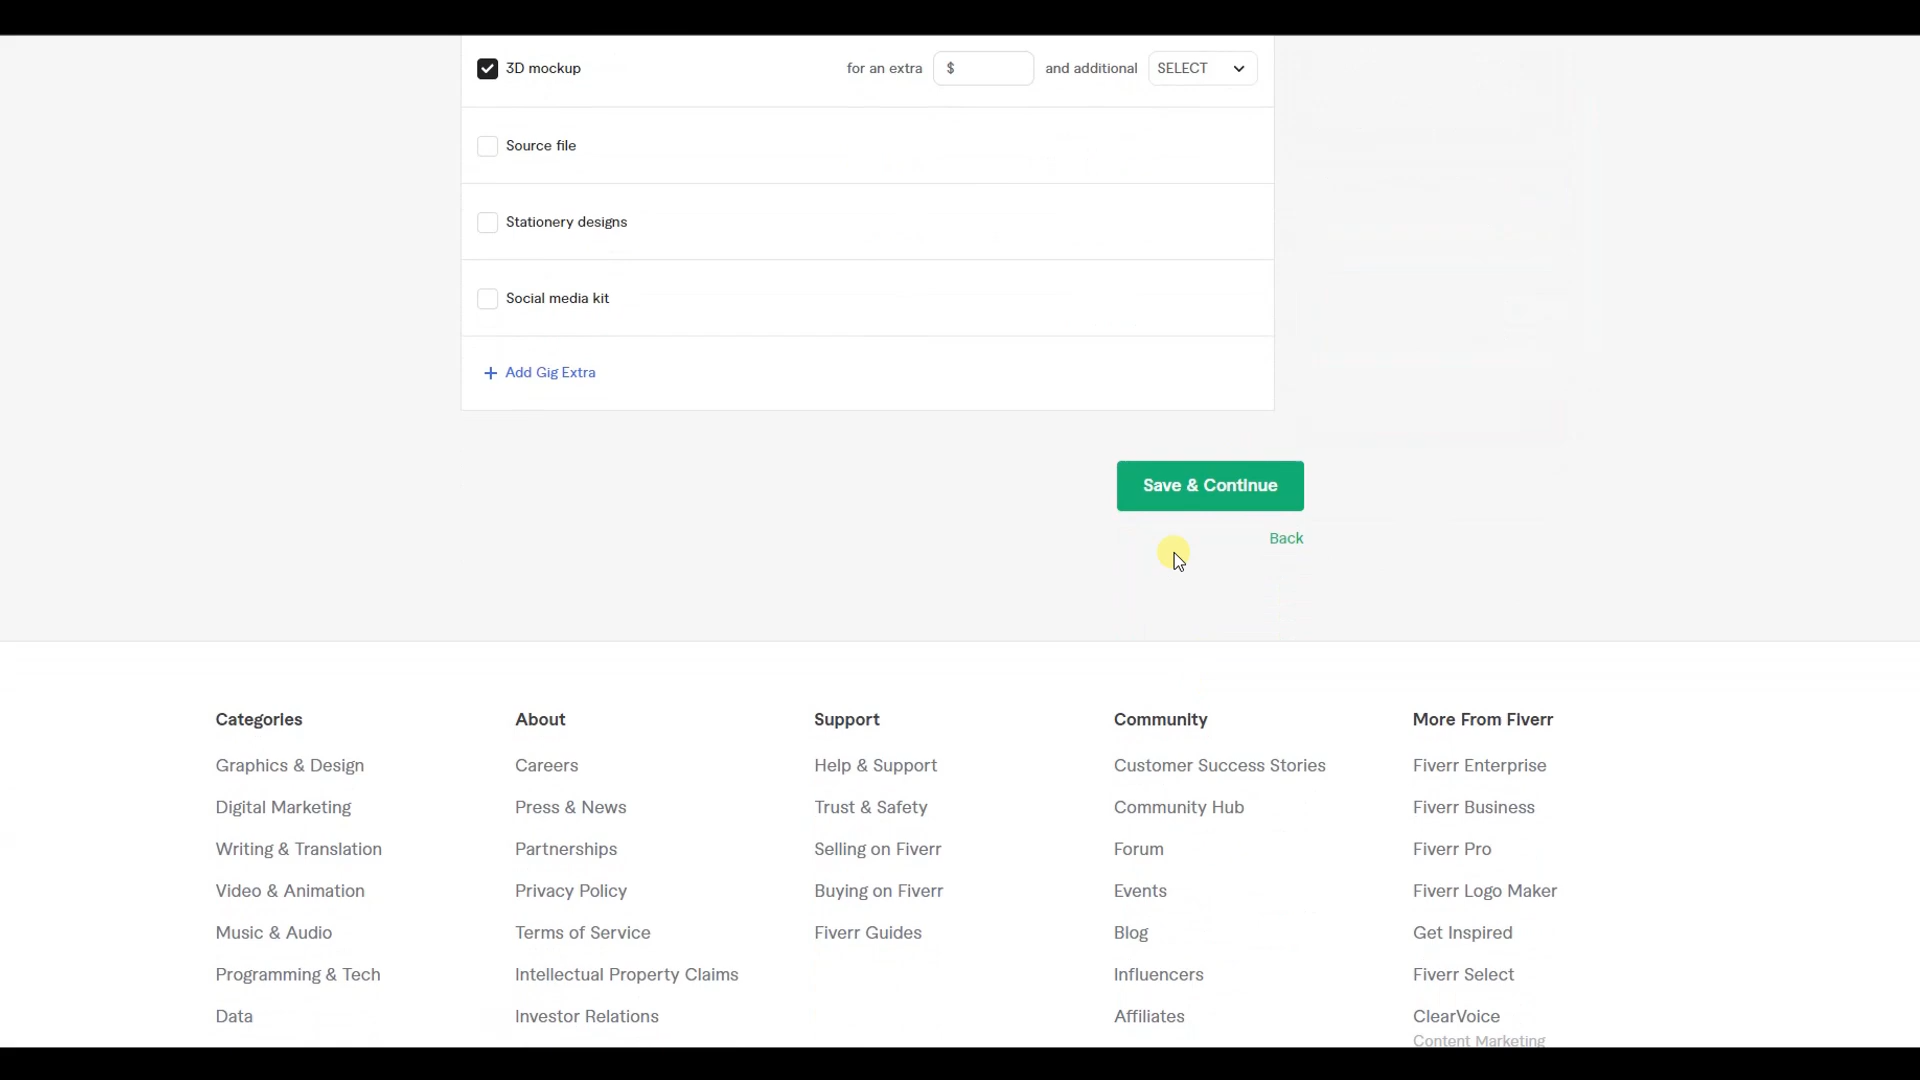 3D mockup for an extra $ and additional SELECT
Source file
Stationery designs
Social media kit
+ Add Gig Extra
Save & Continue
Back
Categories
Graphics & Design
Digital Marketing
Writing & Translation
Video & Animation
Music & Audio
Programming & Tech
Data
About
Careers
Press & News
Partnerships
Privacy Policy
Terms of Service
Intellectual Property Claims
Investor Relations
Support
Help & Support
Trust & Safety
Selling on Fiverr
Buying on Fiverr
Fiverr Guides
Community
Customer Success Stories
Community Hub
Forum
Events
Blog
Influencers
Affiliates
More From Fiverr
Fiverr Enterprise
Fiverr Business
Fiverr Pro
Fiverr Logo Maker
Get Inspired
Fiverr Select
ClearVoice
Content Marketing